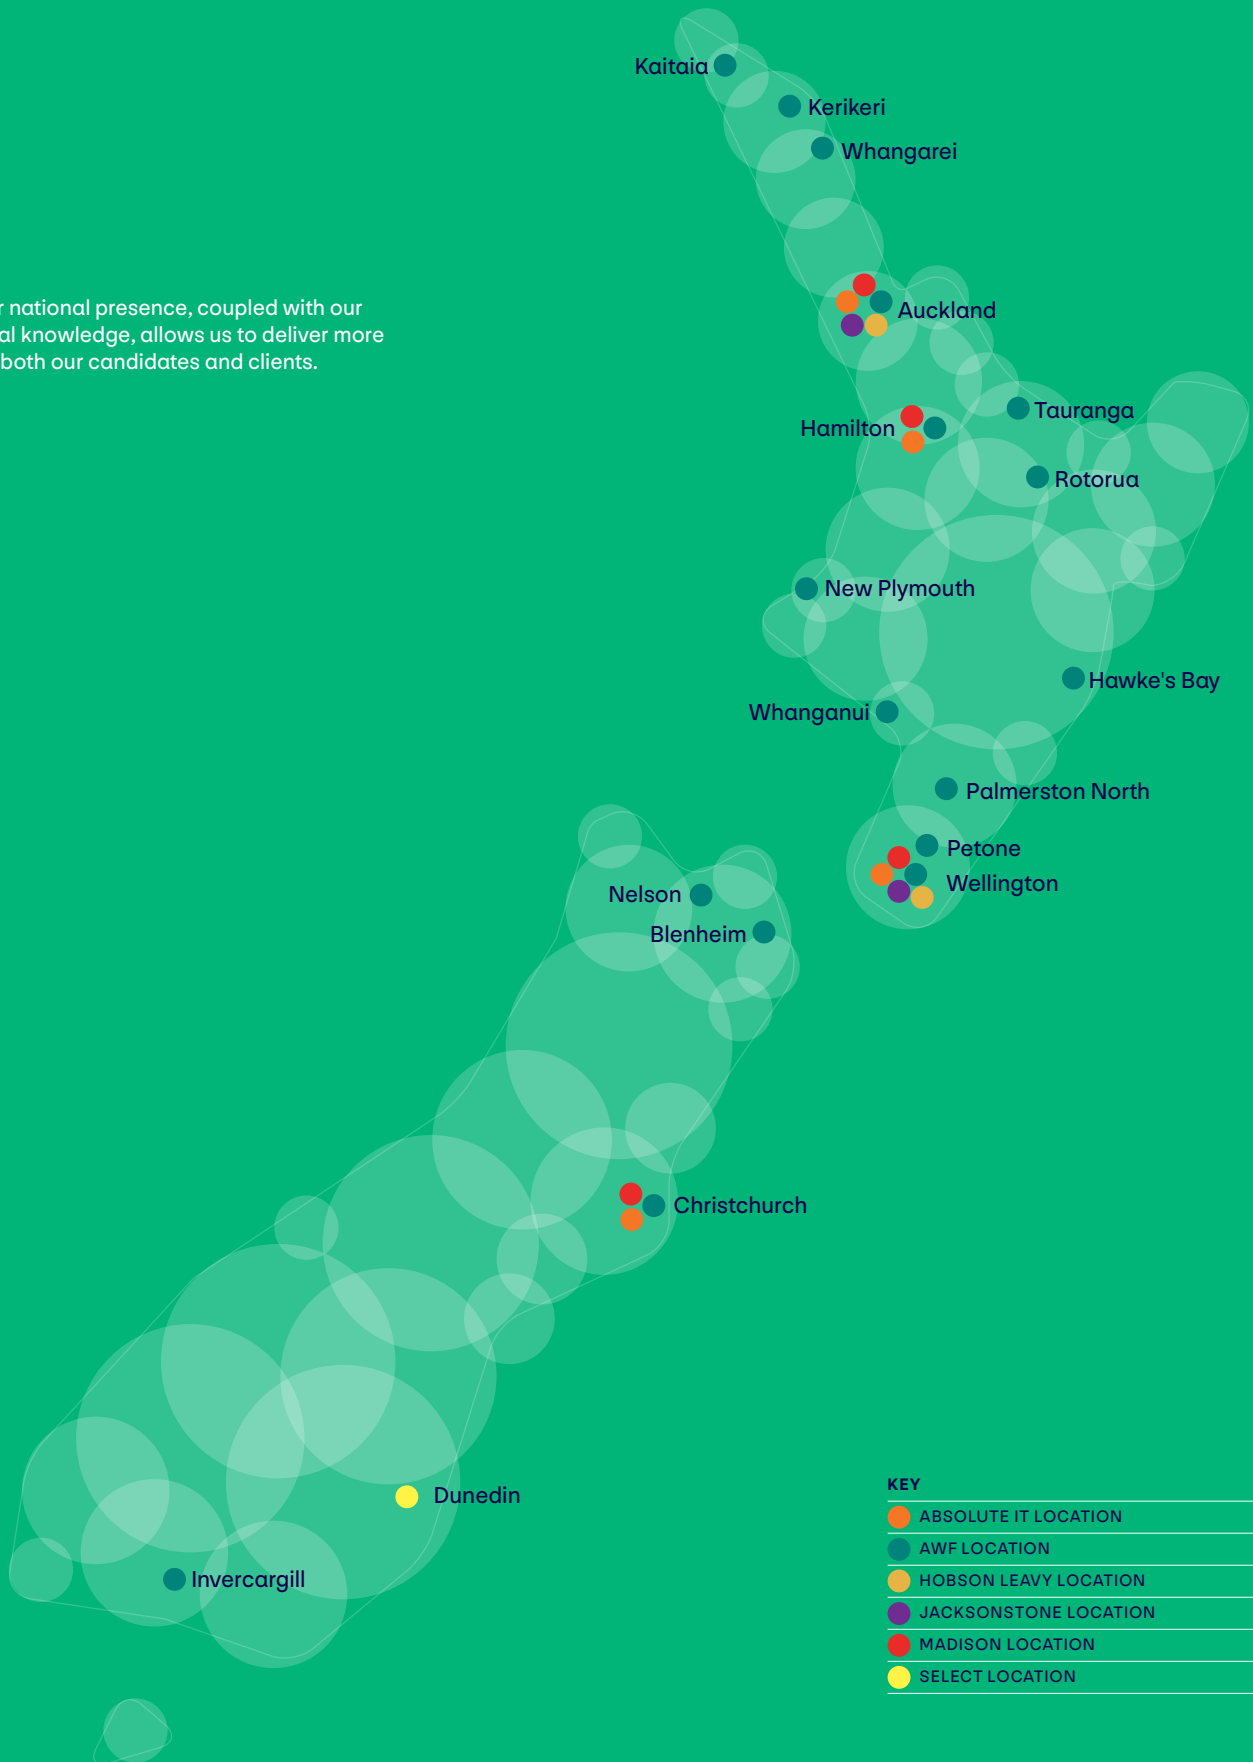 Kaitaia
Kerikeri
Whangarei
national presence, coupled with our
knowledge, allows us to deliver more
both our candidates and clients.
Auckland
Tauranga
Hamilton
Rotorua
New Plymouth
Hawke's Bay
Whanganui
Palmerston North
Petone
Wellington
Nelson
Blenheim
Christchurch
Dunedin
Invercargill
KEY
ABSOLUTE IT LOCATION
AWF LOCATION
HOBSON LEAVY LOCATION
JACKSONSTONE LOCATION
MADISON LOCATION
SELECT LOCATION